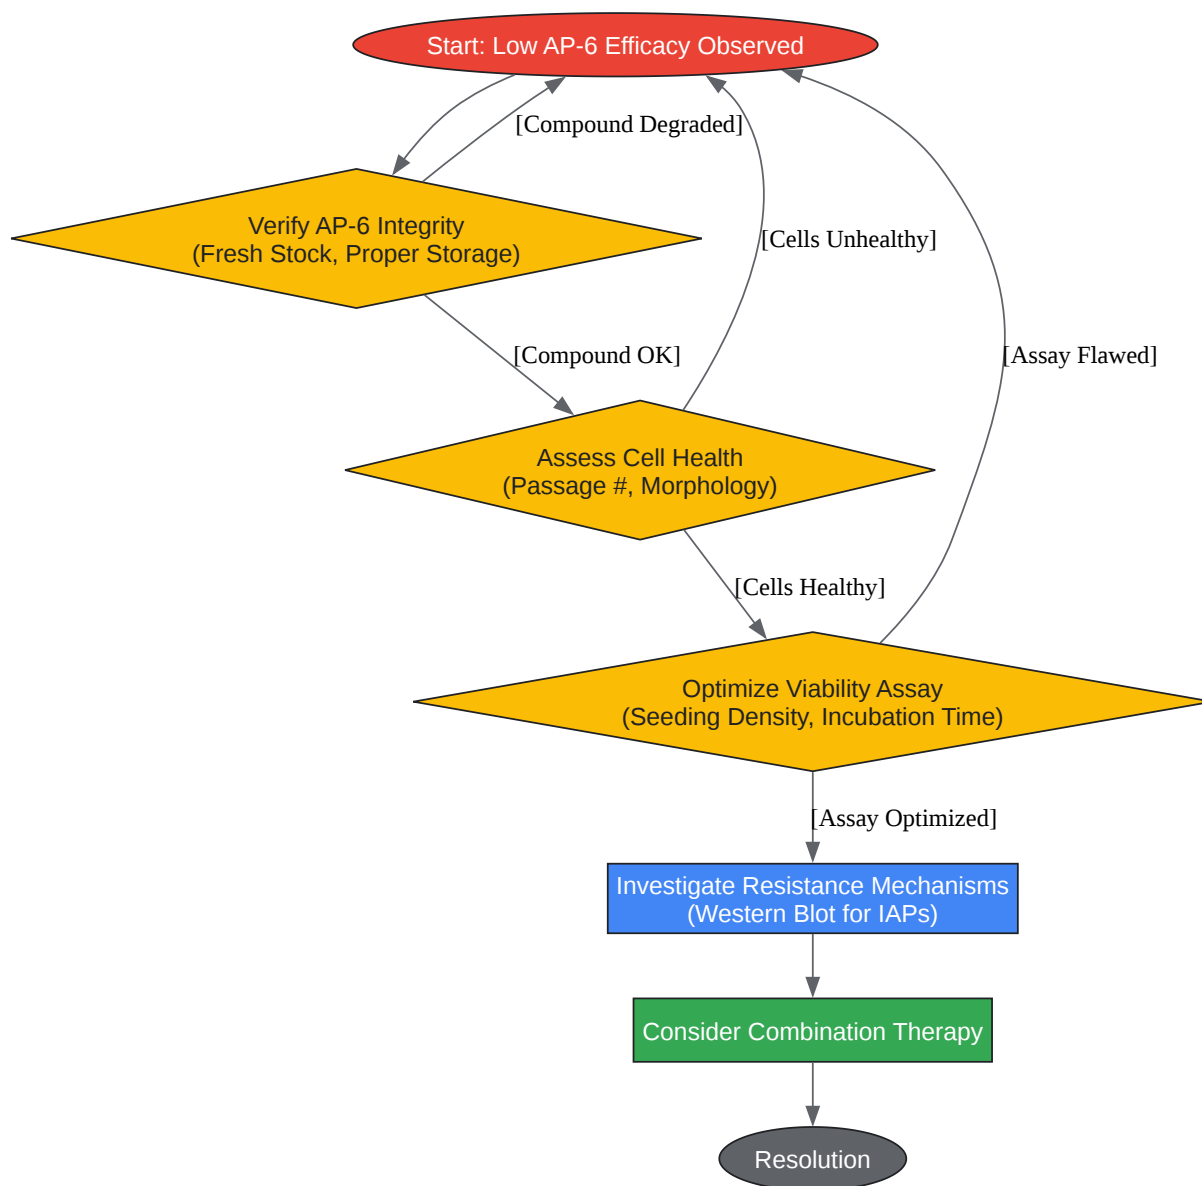 Start: Low AP-6 Efficacy Observed
[Compound Degraded]
Verify AP-6 Integrity
(Fresh Stock, Proper Storage)
[Cells Unhealthy]
[Compound OK]
[Assay Flawed]
Assess Cell Health
(Passage #, Morphology)
[Cells Healthy]
Optimize Viability Assay
(Seeding Density, Incubation Time)
[Assay Optimized]
Investigate Resistance Mechanisms
(Western Blot for IAPs)
Consider Combination Therapy
Resolution